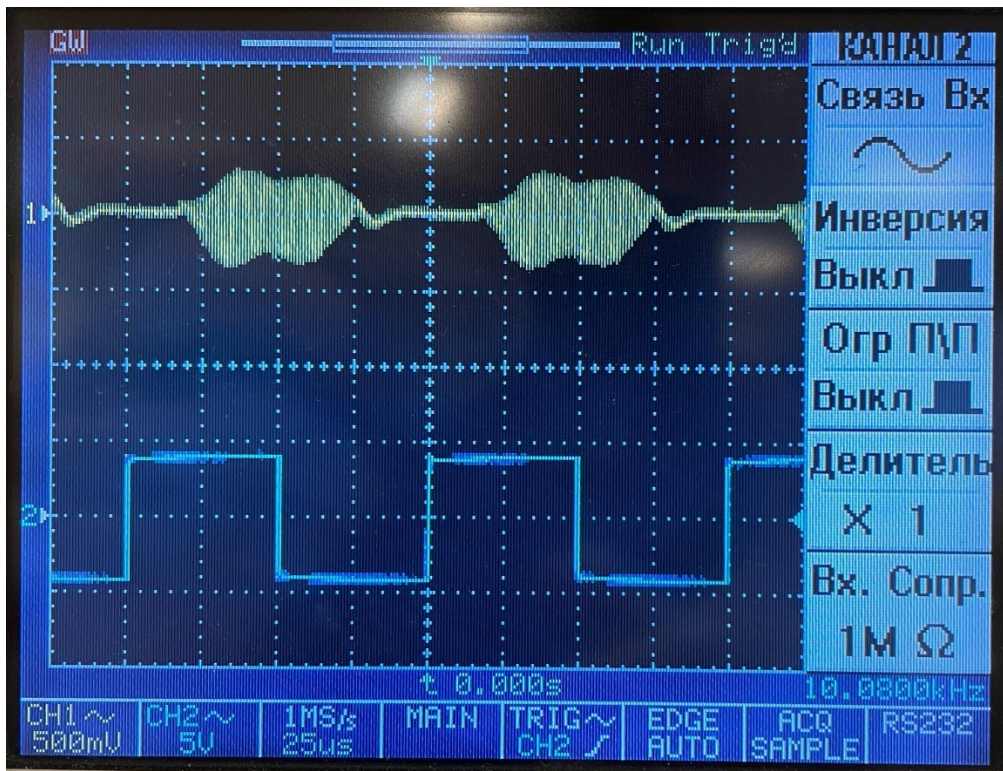 GW Run Trig'd КАНАЛ 2
Связь Вх
1
Инверсия
Выкл
Огр П\П
Выкл
Делитель
X 1
2
Вх. Сопр.
1М Ω
t 0.000s 10.0800kHz
CH1 CH2 1MS/s MAIN TRIG EDGE ACQ RS232
500mV 5V 25us CH2 AUTO SAMPLE